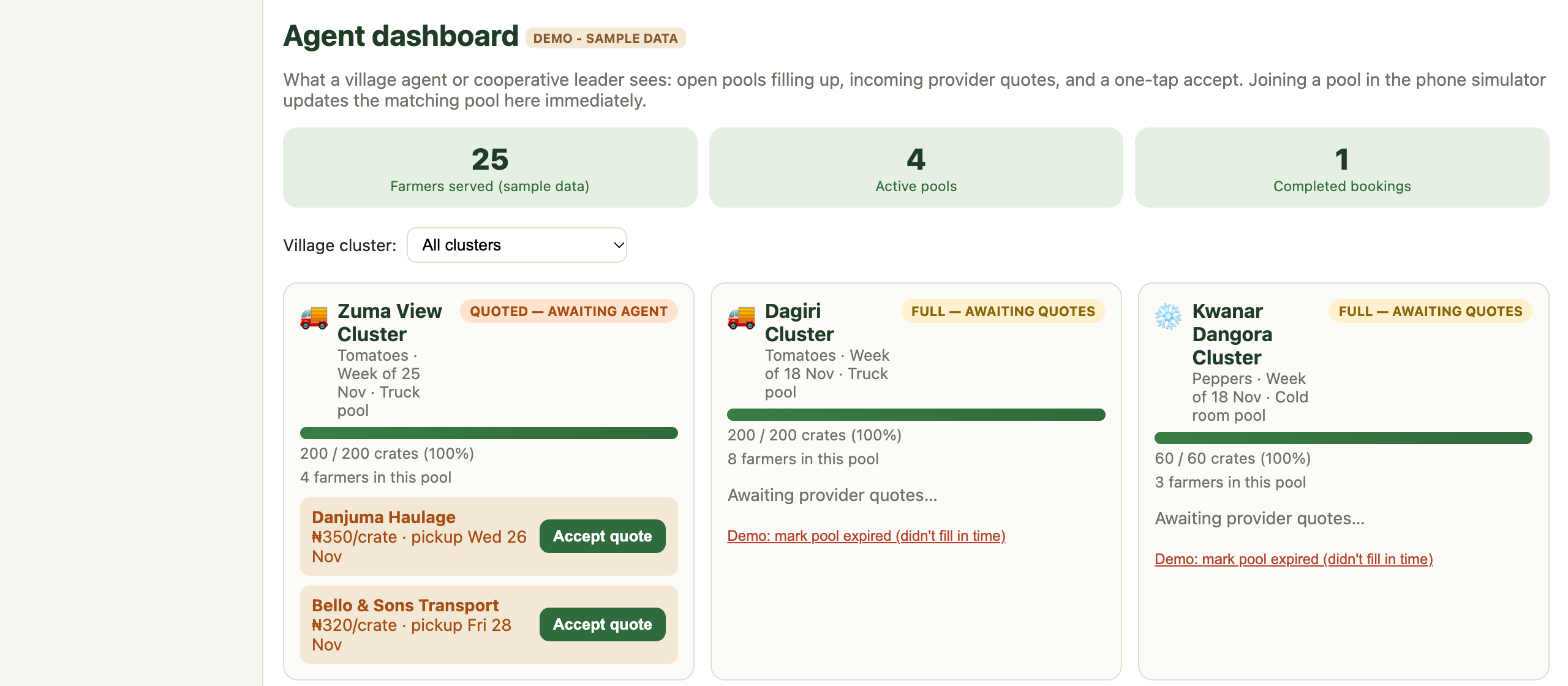 Agent dashboard DEMO - SAMPLE DATA
What a village agent or cooperative leader sees: open pools filling up, incoming provider quotes, and a one-tap accept. Joining a pool in the phone simulator
updates the matching pool here immediately.
25
Farmers served (sample data)
4
Active pools
1
Completed bookings
Village cluster: All clusters
Zuma View
Cluster
QUOTED — AWAITING AGENT
Tomatoes ·
Week of 25
Nov · Truck
pool
200 / 200 crates (100%)
4 farmers in this pool
Danjuma Haulage
₦350/crate · pickup Wed 26
Nov
Accept quote
Bello & Sons Transport
₦320/crate · pickup Fri 28
Nov
Accept quote
Dagiri
Cluster
FULL — AWAITING QUOTES
Tomatoes · Week
of 18 Nov · Truck
pool
200 / 200 crates (100%)
8 farmers in this pool
Awaiting provider quotes...
Demo: mark pool expired (didn't fill in time)
Kwanar
Dangora
Cluster
FULL — AWAITING QUOTES
Peppers · Week
of 18 Nov · Cold
room pool
60 / 60 crates (100%)
3 farmers in this pool
Awaiting provider quotes...
Demo: mark pool expired (didn't fill in time)